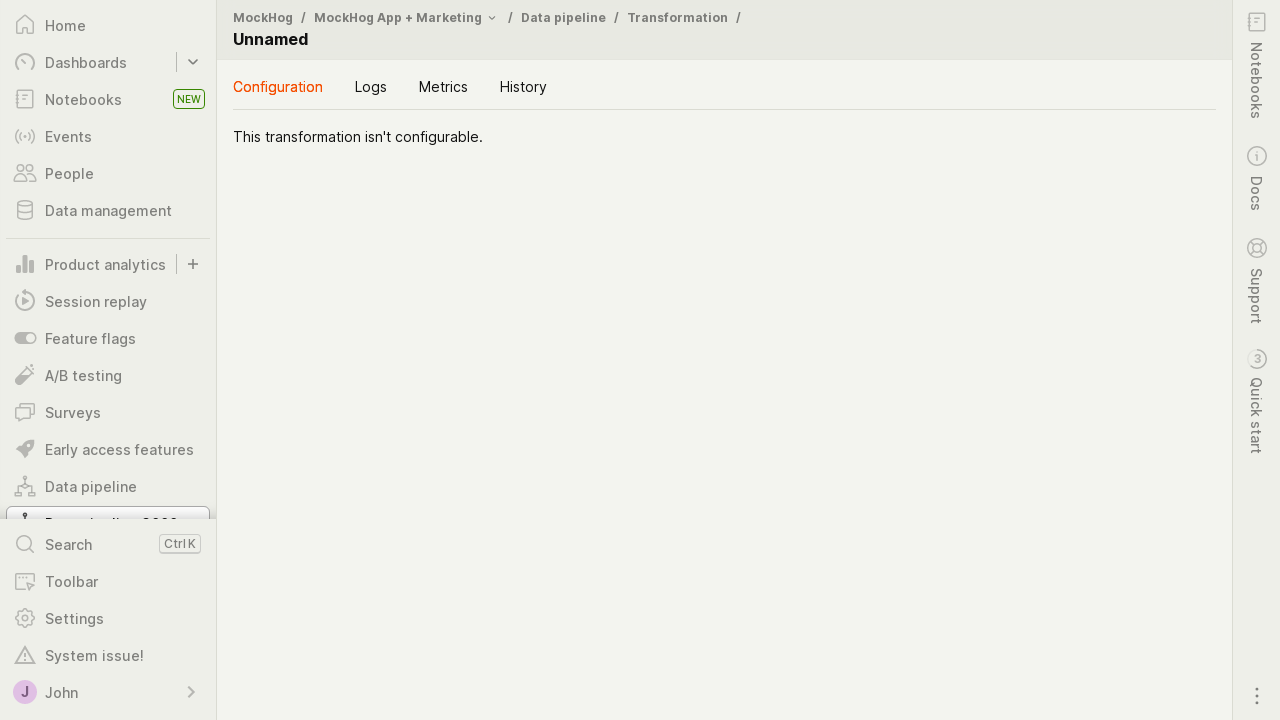 Home
Dashboards
Notebooks
NEW
Events
People
Data management
Product analytics
Session replay
Feature flags
A/B testing
Surveys
Early access features
Data pipeline
Search
Ctrl K
Toolbar
Settings
System issue!
J
John
MockHog / MockHog App + Marketing / Data pipeline / Transformation /
Unnamed
Configuration Logs Metrics History
This transformation isn't configurable.
Notebooks
Docs
Support
3
Quick start